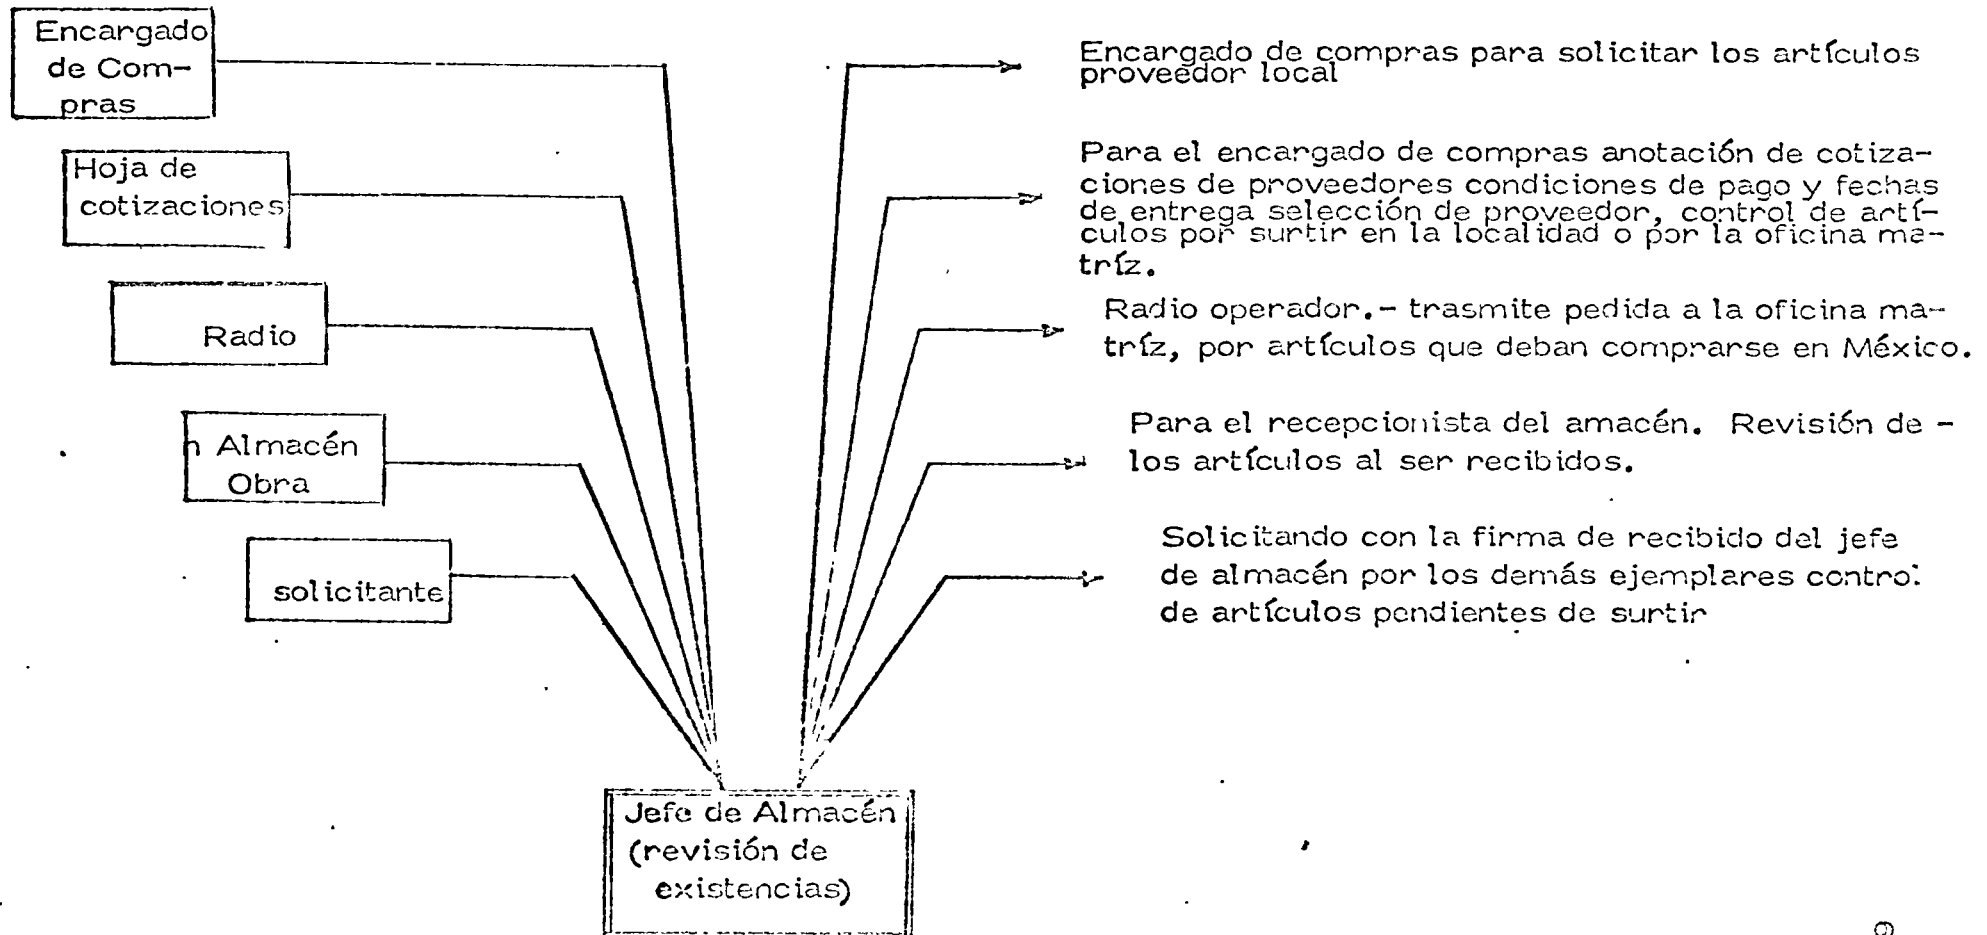 Encargado
de Com-
pras
Hoja de
cotizaciones
Radio
n Almacén
Obra
solicitante
Encargado de compras para solicitar los artículos
proveedor local
Para el encargado de compras anotación de cotiza-
ciones de proveedores condiciones de pago y fechas
de entrega selección de proveedor, control de artí-
culos por surtir en la localidad o por la oficina ma-
tríz.
Radio operador.- trasmite pedida a la oficina ma-
tríz, por artículos que deban comprarse en México.
Para el recepcionista del amacén. Revisión de -
los artículos al ser recibidos.
Solicitando con la firma de recibido del jefe
de almacén por los demás ejemplares control
de artículos pendientes de surtir
Jefe de Almacén
(revisión de
existencias)